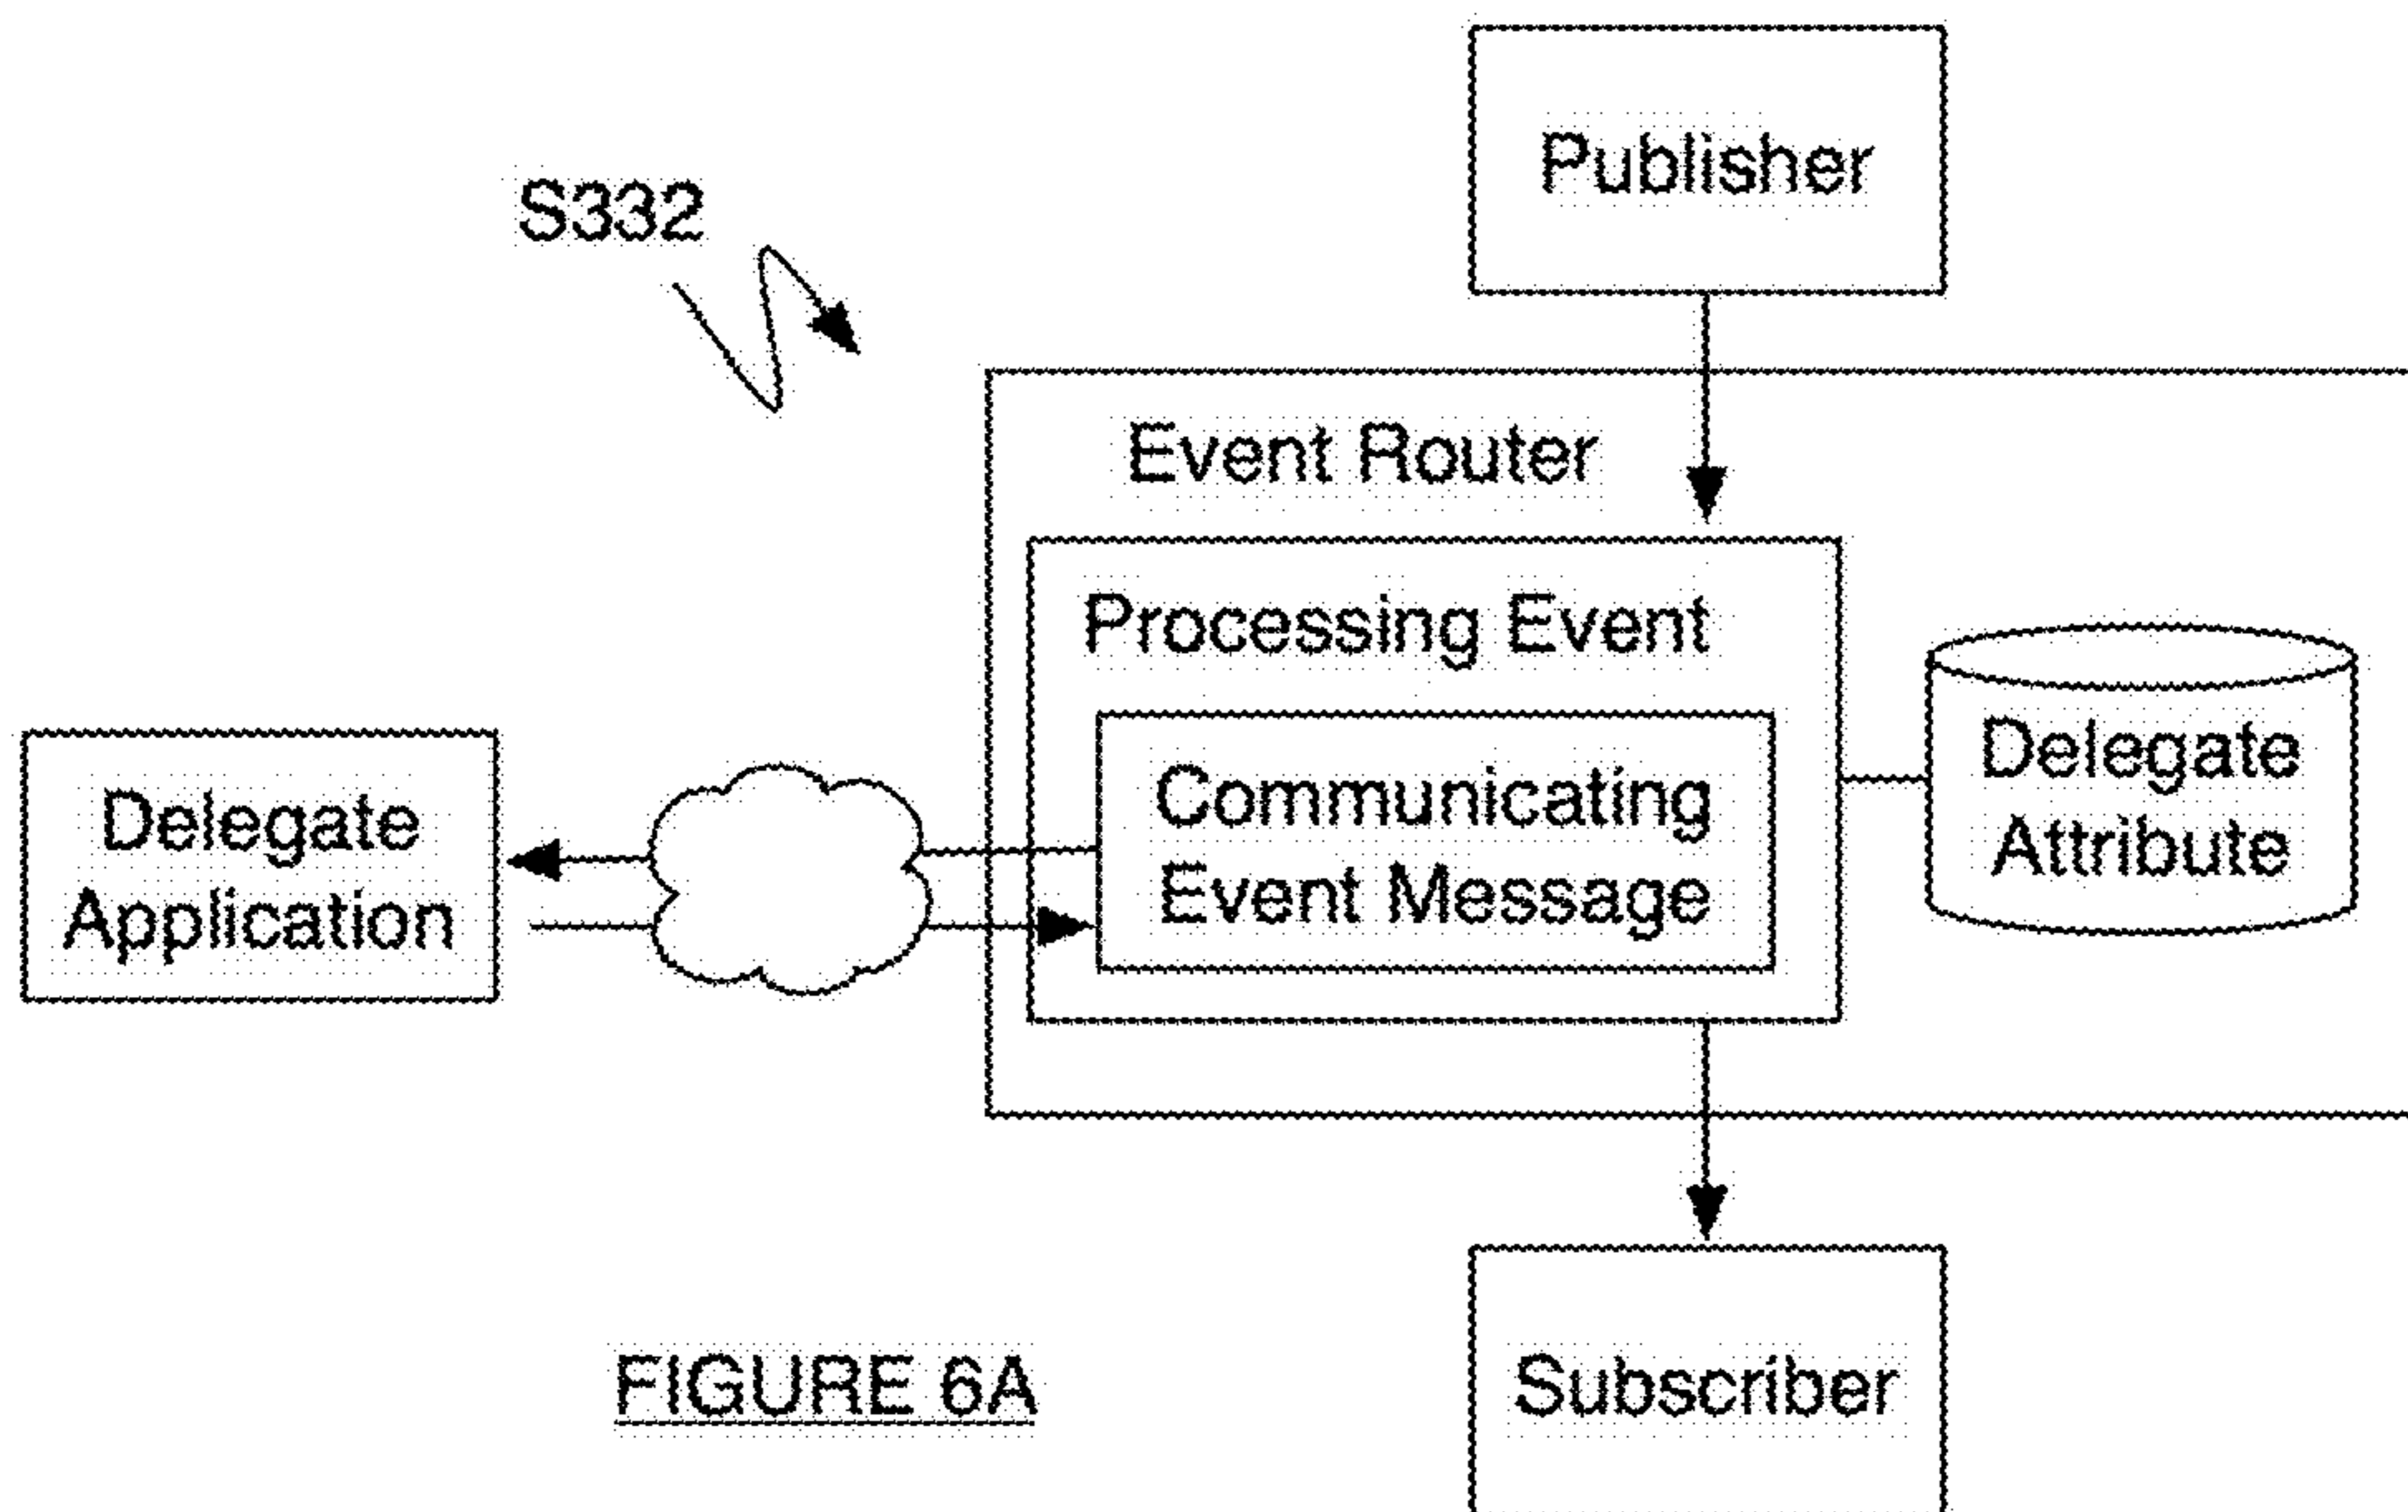 Publisher
S332
Event Router
Processing Event
Communicating
Event Message
Delegate
Attribute
Delegate
Application
Subscriber
FIGURE 6A